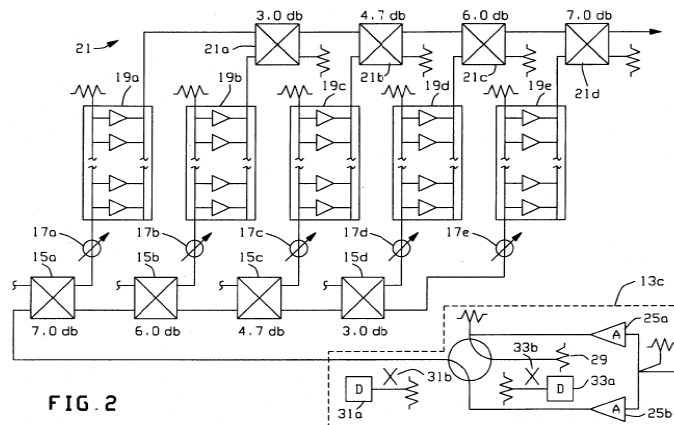 3.0 db 4.7 db 6.0 db 7.0 db
21
21a 21b 21c 21d
19a 19b 19c 19d 19e
17a 17b 17c 17d 17e
15a 15b 15c 15d
7.0 db 6.0 db 4.7 db 3.0 db
13c
25a
A
33b
29
31b
D
31a
D
33a
A
25b
FIG. 2